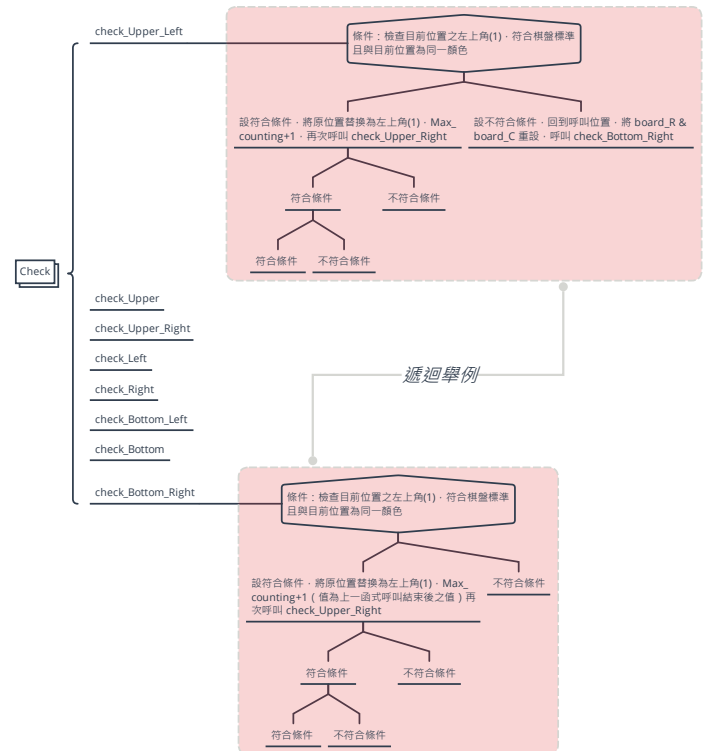 check_Upper_Left
條件：檢查目前位置之左上角(1)，符合棋盤標準
且與目前位置為同一顏色
設符合條件，將原位置替換為左上角(1)，Max_
counting+1，再次呼叫 check_Upper_Right
設不符合條件，回到呼叫位置，將 board_R &
board_C 重設，呼叫 check_Bottom_Right
符合條件
不符合條件
符合條件
不符合條件
Check
check_Upper
check_Upper_Right
check_Left
check_Right
check_Bottom_Left
check_Bottom
遞迴舉例
check_Bottom_Right
條件：檢查目前位置之左上角(1)，符合棋盤標準
且與目前位置為同一顏色
設符合條件，將原位置替換為左上角(1)，Max_
counting+1（值為上一函式呼叫結束後之值）再
次呼叫 check_Upper_Right
不符合條件
符合條件
不符合條件
符合條件
不符合條件